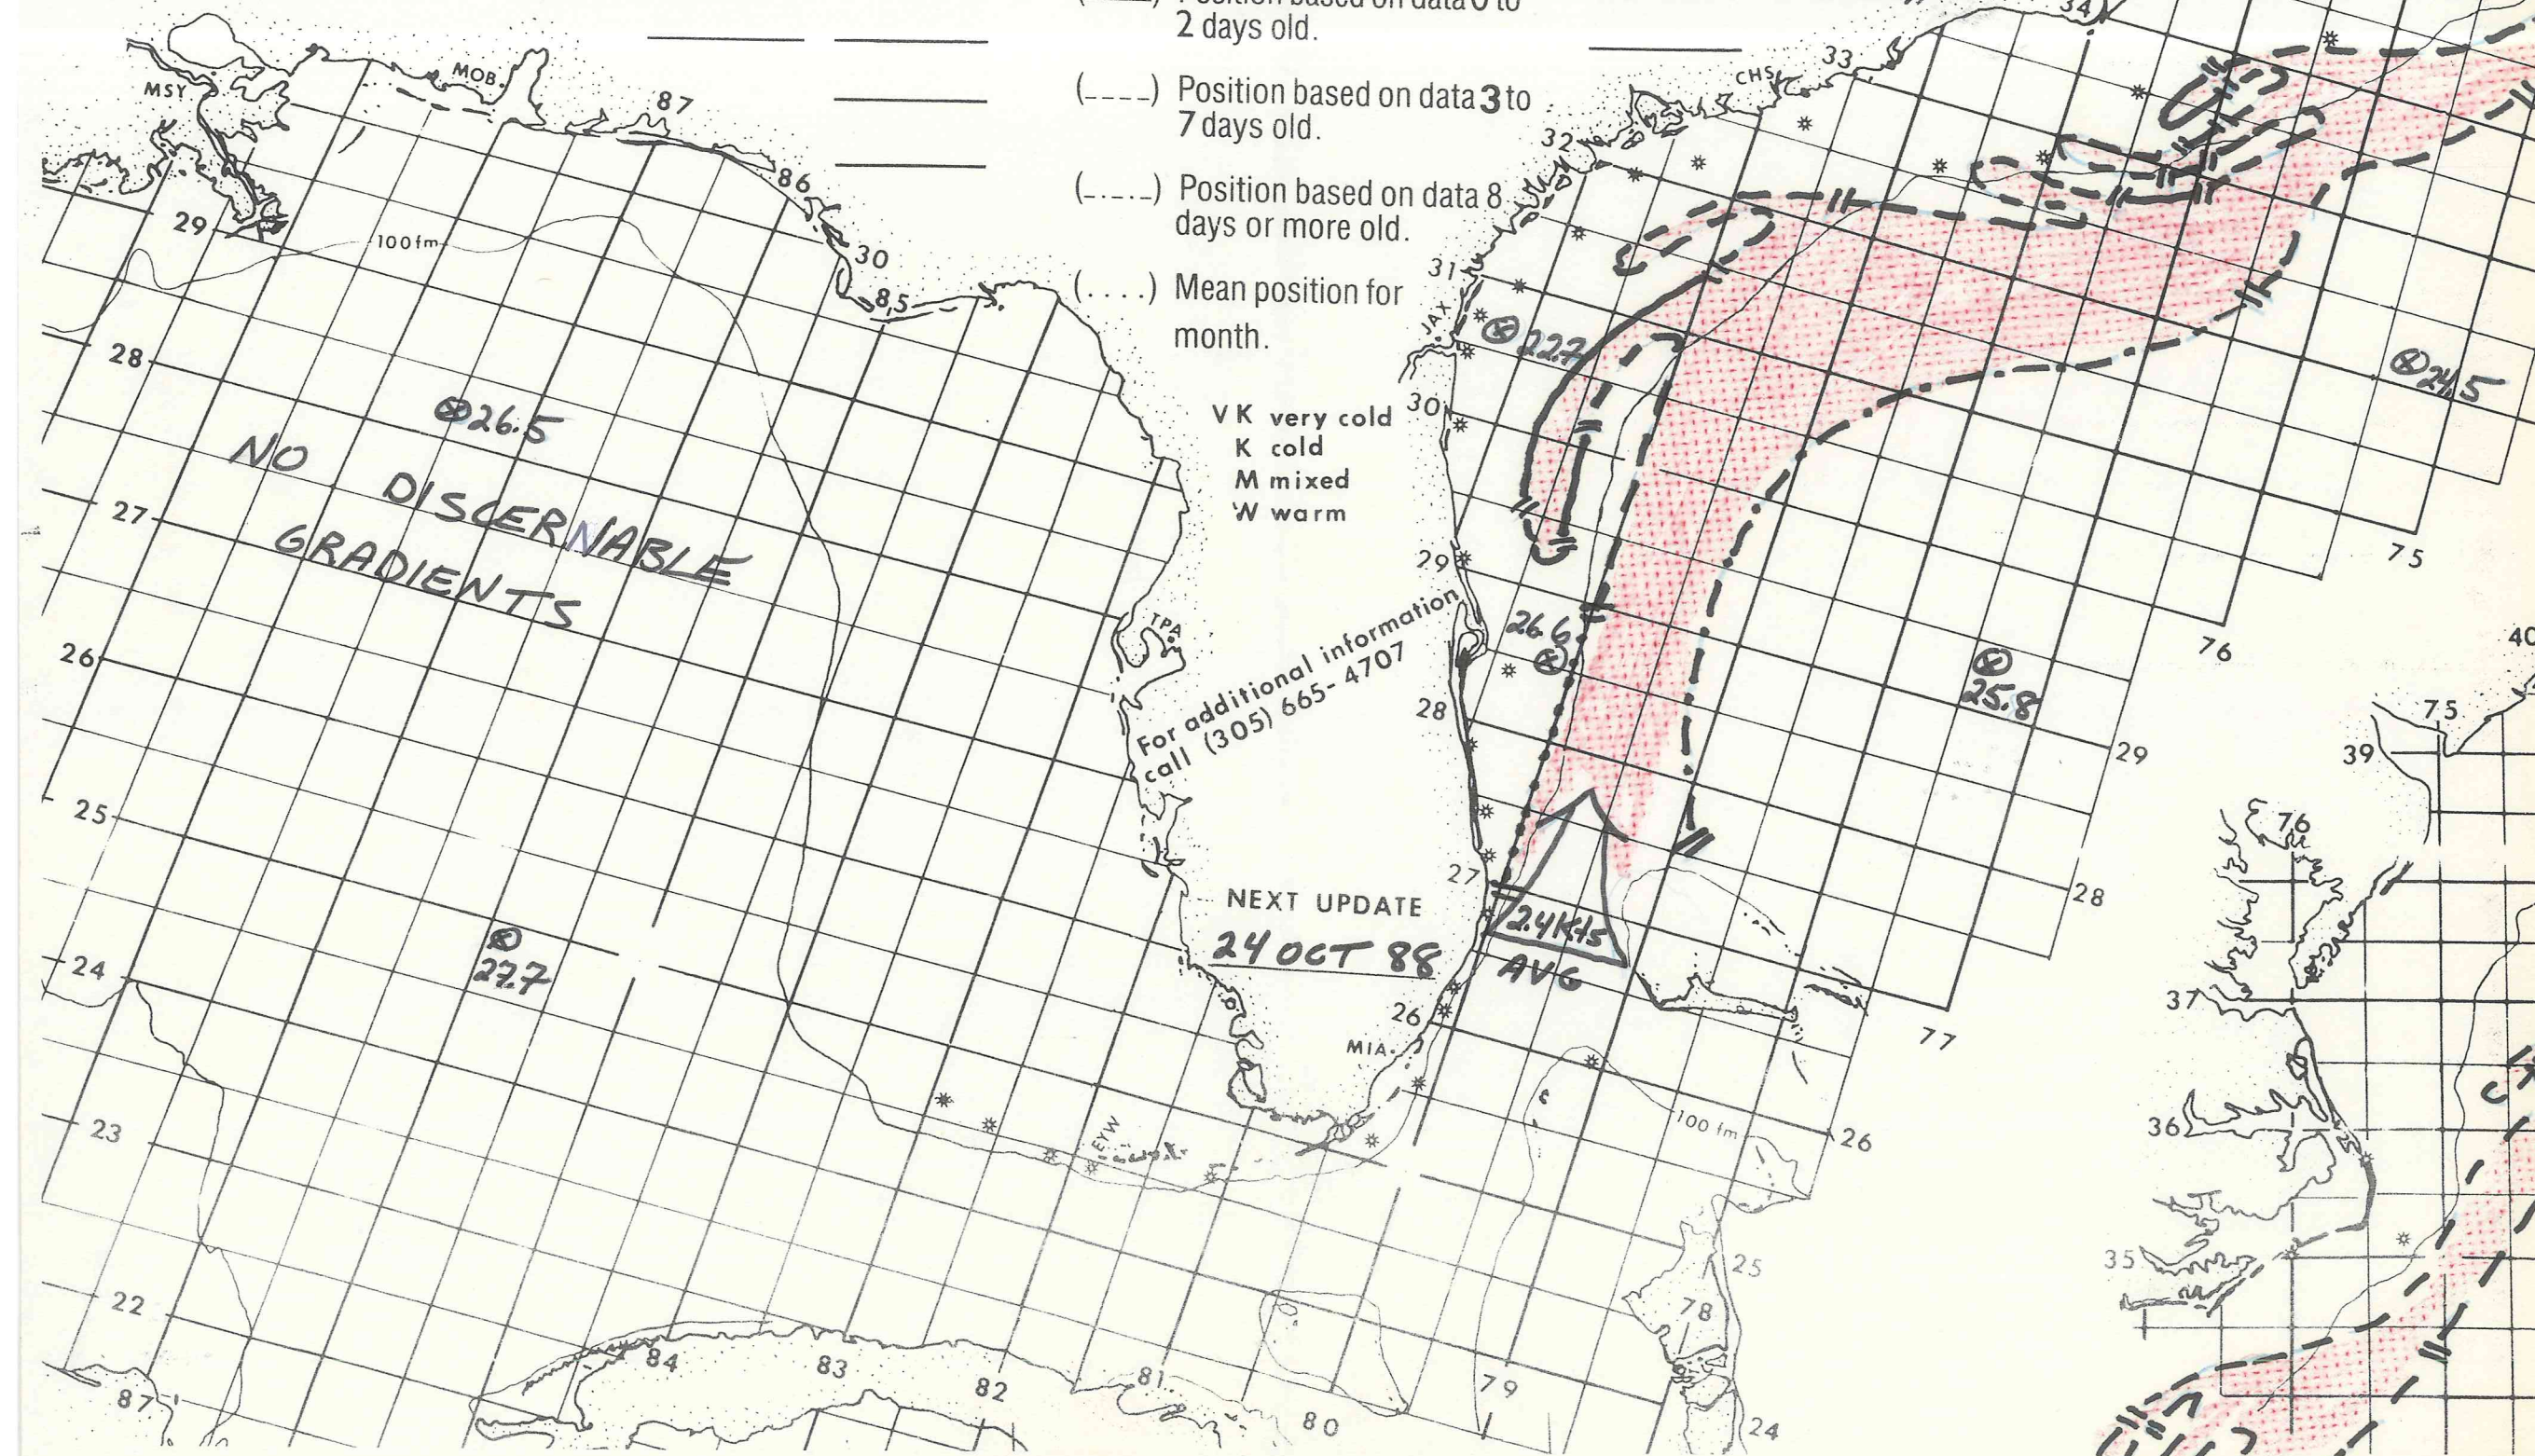 2 days old.
(____) Position based on data 3 to
7 days old.
(_._._) Position based on data 8
days or more old.
(....) Mean position for
month.
VK very cold
K cold
M mixed
W warm
For additional information
call (305) 665-4707
NEXT UPDATE
24 OCT 88
NO DISCERNABLE
GRADIENTS
26.5
27.7
22.7
26.6
25.8
24.5
2.4 Kts
AVG
MSY
MOB
CHS
JAX
TPA
MIA
EYW
100 fm
100 fm
87
86
30
85
29
28
27
26
25
24
23
22
87
84
83
82
81
80
79
78
24
25
26
77
28
29
76
75
34
33
32
31
30
29
28
27
26
40
75
39
76
37
36
35